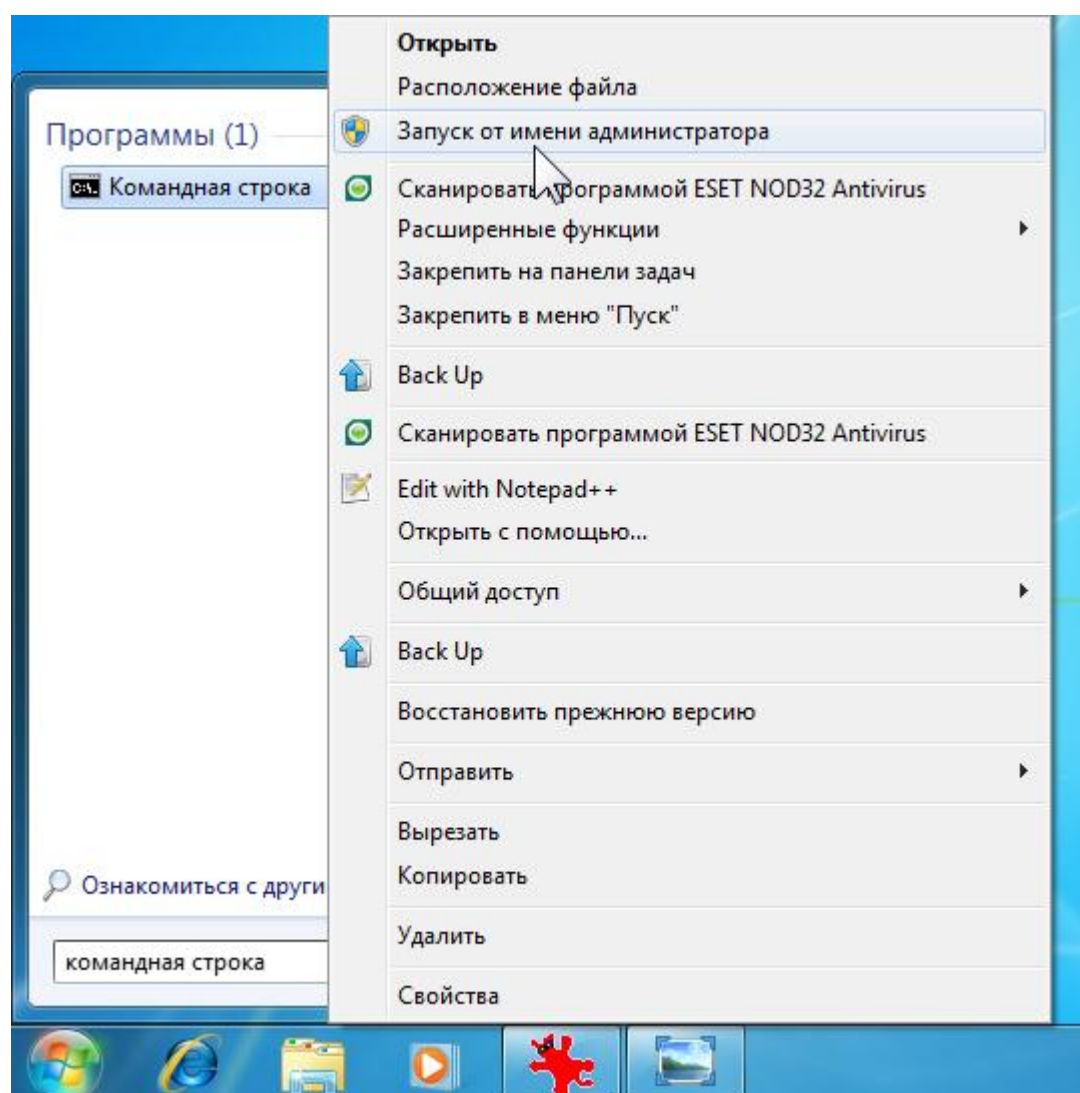 Программы (1)
Командная строка
Ознакомиться с други
командная строка
Открыть
Расположение файла
Запуск от имени администратора
Сканировать программой ESET NOD32 Antivirus
Расширенные функции
Закрепить на панели задач
Закрепить в меню "Пуск"
Back Up
Сканировать программой ESET NOD32 Antivirus
Edit with Notepad++
Открыть с помощью...
Общий доступ
Back Up
Восстановить прежнюю версию
Отправить
Вырезать
Копировать
Удалить
Свойства